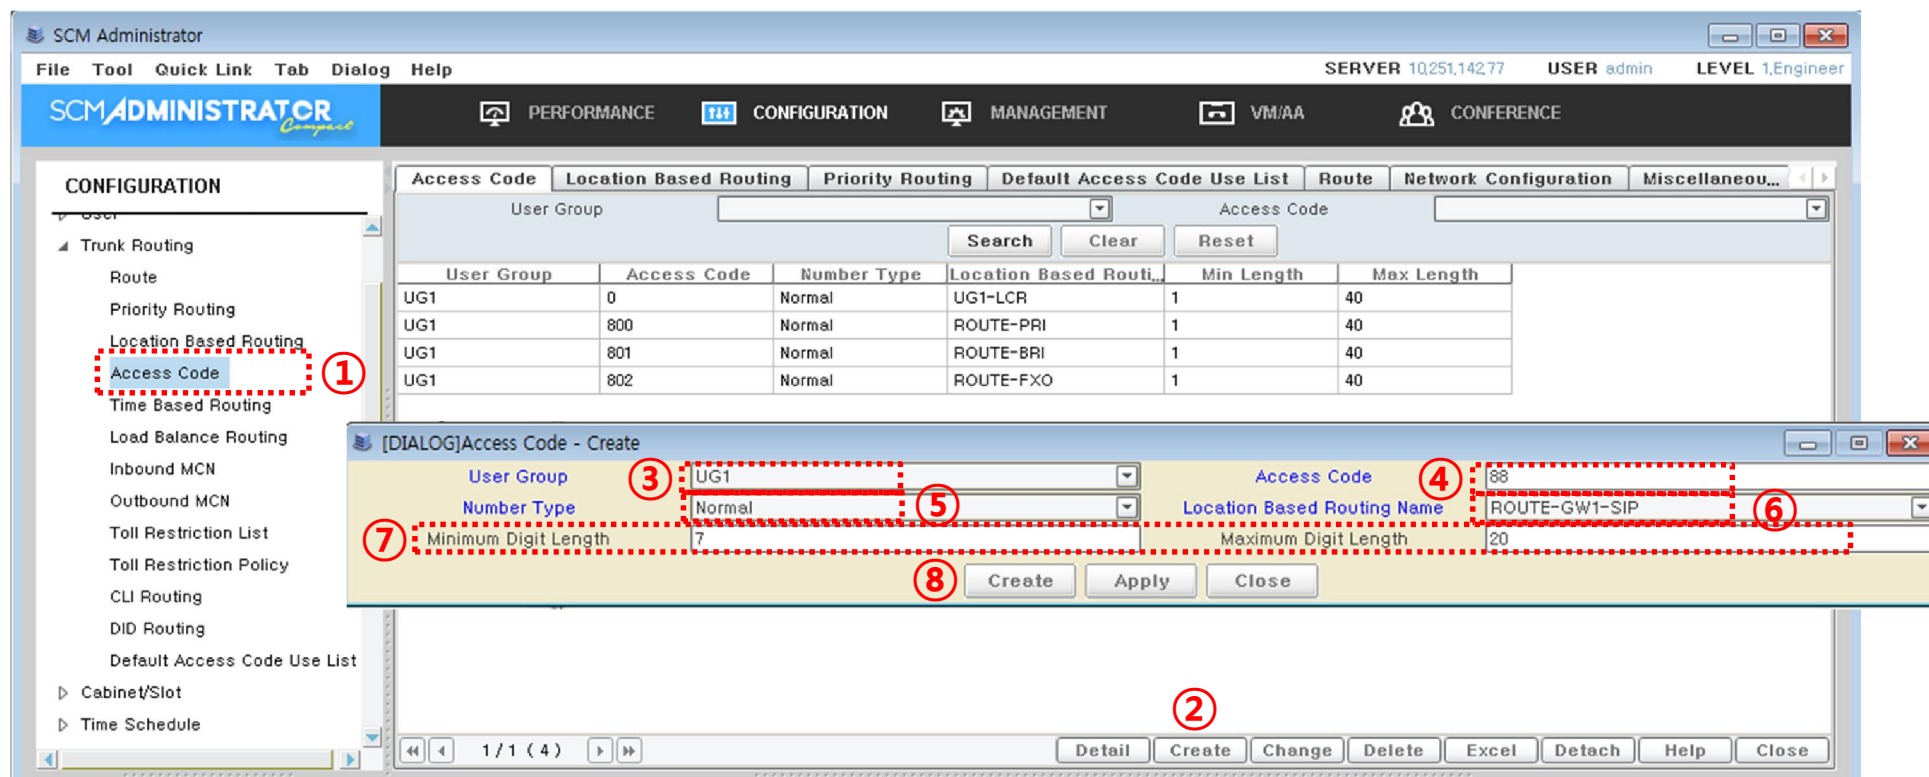 SCM Administrator
File Tool Quick Link Tab Dialog Help SERVER 10,251,142,77 USER admin LEVEL 1,Engineer
SCM/ADMINISTRATOR Compact PERFORMANCE CONFIGURATION MANAGEMENT VM/AA CONFERENCE
CONFIGURATION
User
Trunk Routing
Route
Priority Routing
Location Based Routing
Access Code ①
Time Based Routing
Load Balance Routing
Inbound MCN
Outbound MCN
Toll Restriction List
Toll Restriction Policy
CLI Routing
DID Routing
Default Access Code Use List
Cabinet/Slot
Time Schedule
Access Code Location Based Routing Priority Routing Default Access Code Use List Route Network Configuration Miscellaneou...
User Group Access Code
Search Clear Reset
User Group Access Code Number Type Location Based Routi... Min Length Max Length
UG1 0 Normal UG1-LCR 1 40
UG1 800 Normal ROUTE-PRI 1 40
UG1 801 Normal ROUTE-BRI 1 40
UG1 802 Normal ROUTE-FXO 1 40
[DIALOG]Access Code - Create
User Group ③ UG1 Access Code ④ 88
Number Type Normal ⑤ Location Based Routing Name ROUTE-GW1-SIP ⑥
⑦ Minimum Digit Length 7 Maximum Digit Length 20
⑧ Create Apply Close
②
1/1 ( 4 ) Detail Create Change Delete Excel Detach Help Close